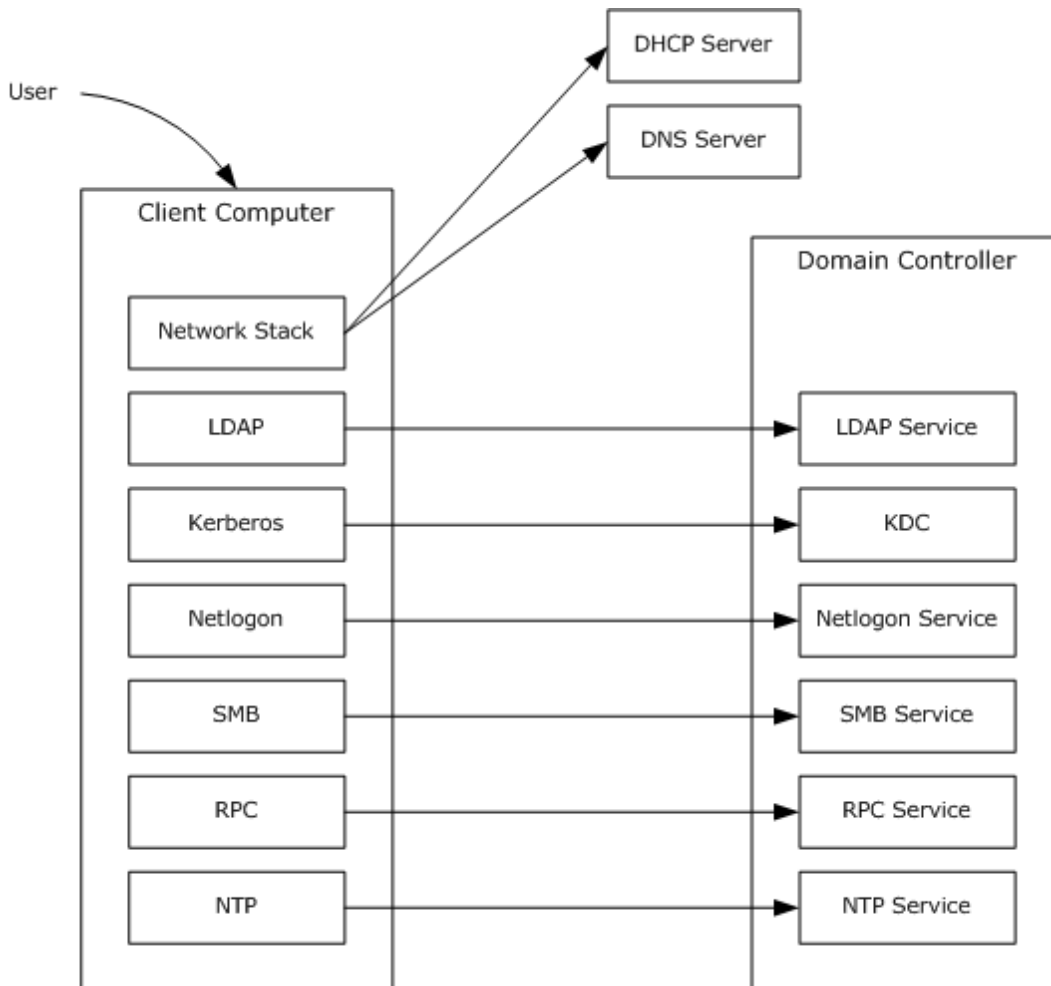 DHCP Server
User
DNS Server
Client Computer
Domain Controller
Network Stack
LDAP
LDAP Service
Kerberos
KDC
Netlogon
Netlogon Service
SMB
SMB Service
RPC
RPC Service
NTP
NTP Service